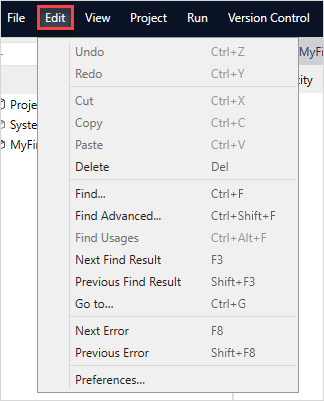 File Edit View Project Run Version Control
Undo Ctrl+Z
MyFi
Redo Ctrl+Y
ity
Cut Ctrl+X
Proje
Copy Ctrl+C
Syste
Paste Ctrl+V
MyFir
Delete Del
Find... Ctrl+F
Find Advanced... Ctrl+Shift+F
Find Usages Ctrl+Alt+F
Next Find Result F3
Previous Find Result Shift+F3
Go to... Ctrl+G
Next Error F8
Previous Error Shift+F8
Preferences...